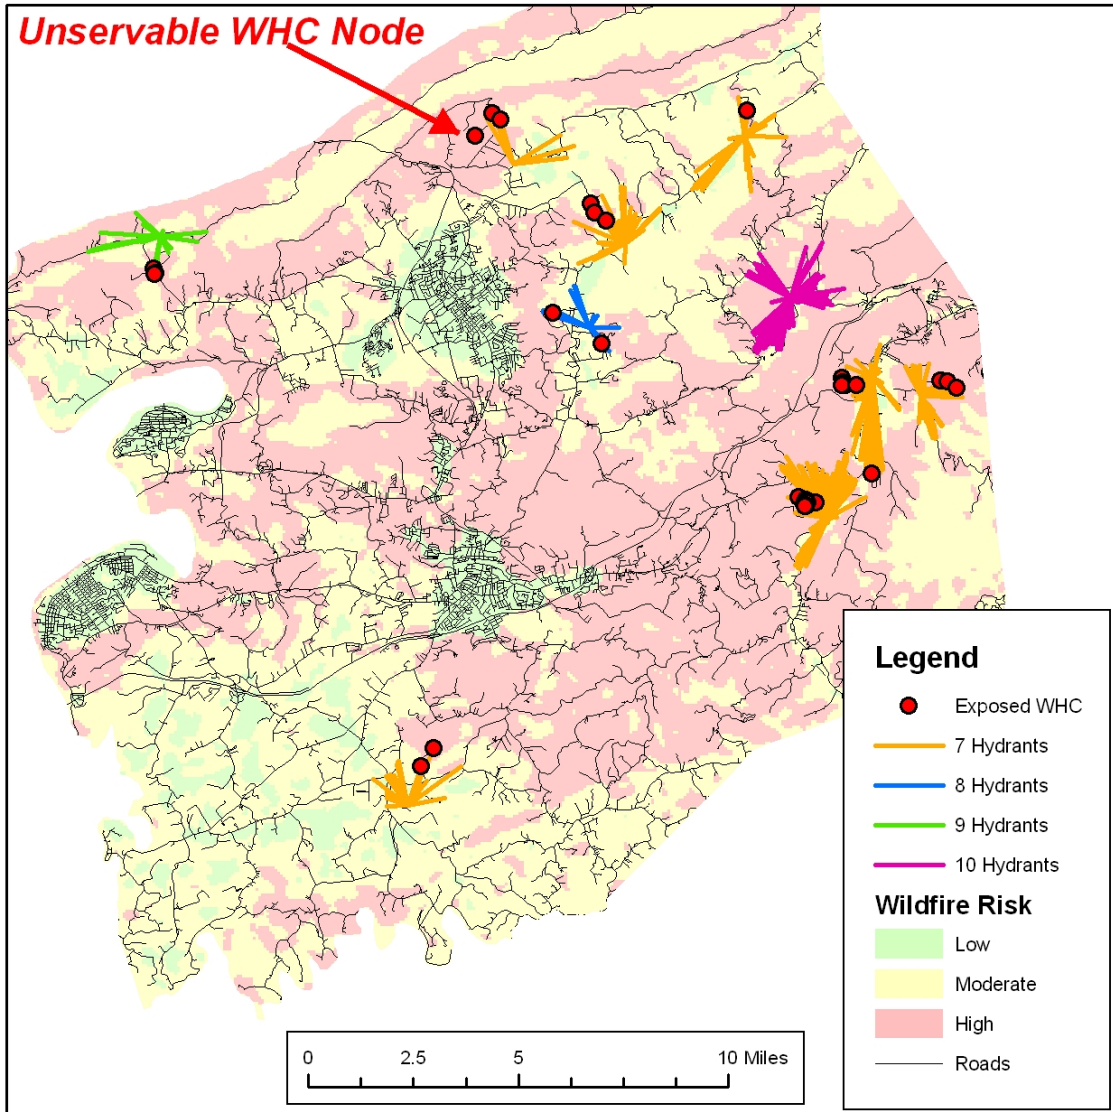 Unservable WHC Node
Legend
Exposed WHC
7 Hydrants
8 Hydrants
9 Hydrants
10 Hydrants
Wildfire Risk
Low
Moderate
High
Roads
0 2.5 5 10 Miles